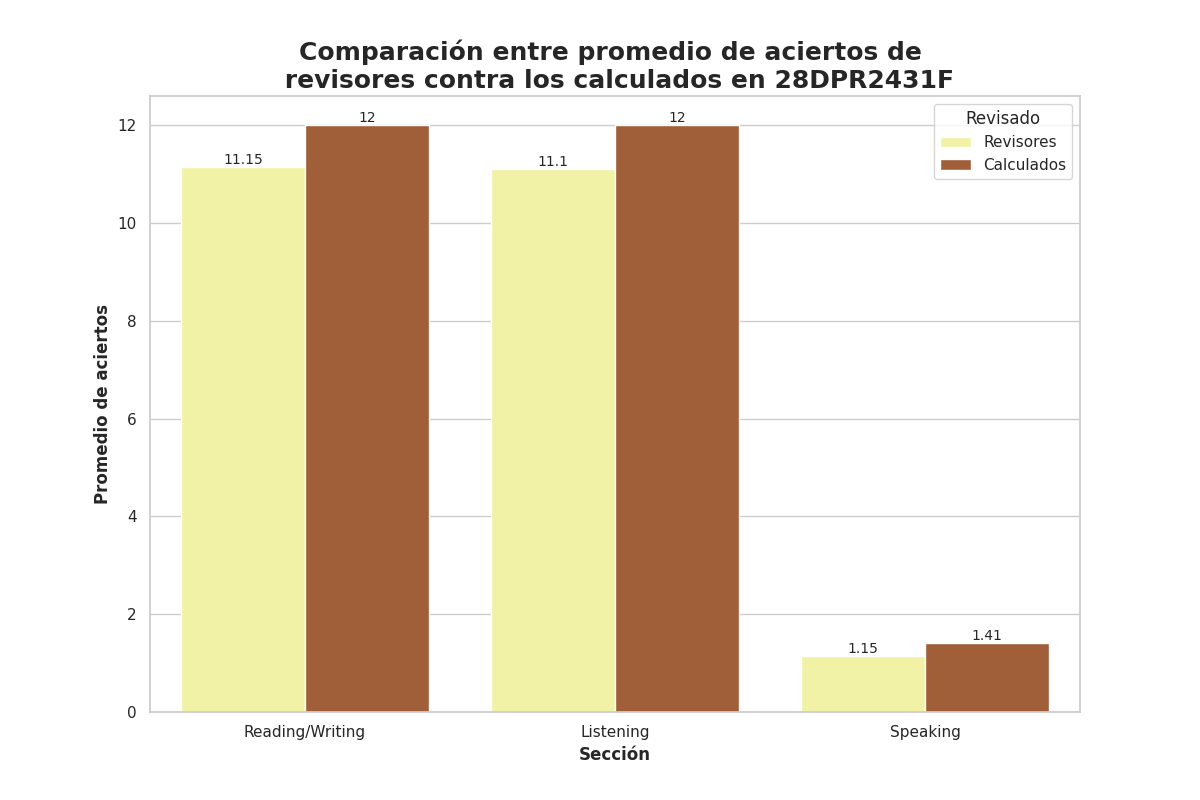 Comparación entre promedio de aciertos de
revisores contra los calculados en 28DPR2431F
Revisado
Revisores
Calculados
Promedio de aciertos
12
10
8
6
4
2
0
11.15
12
11.1
12
1.15
1.41
Reading/Writing
Listening
Speaking
Sección